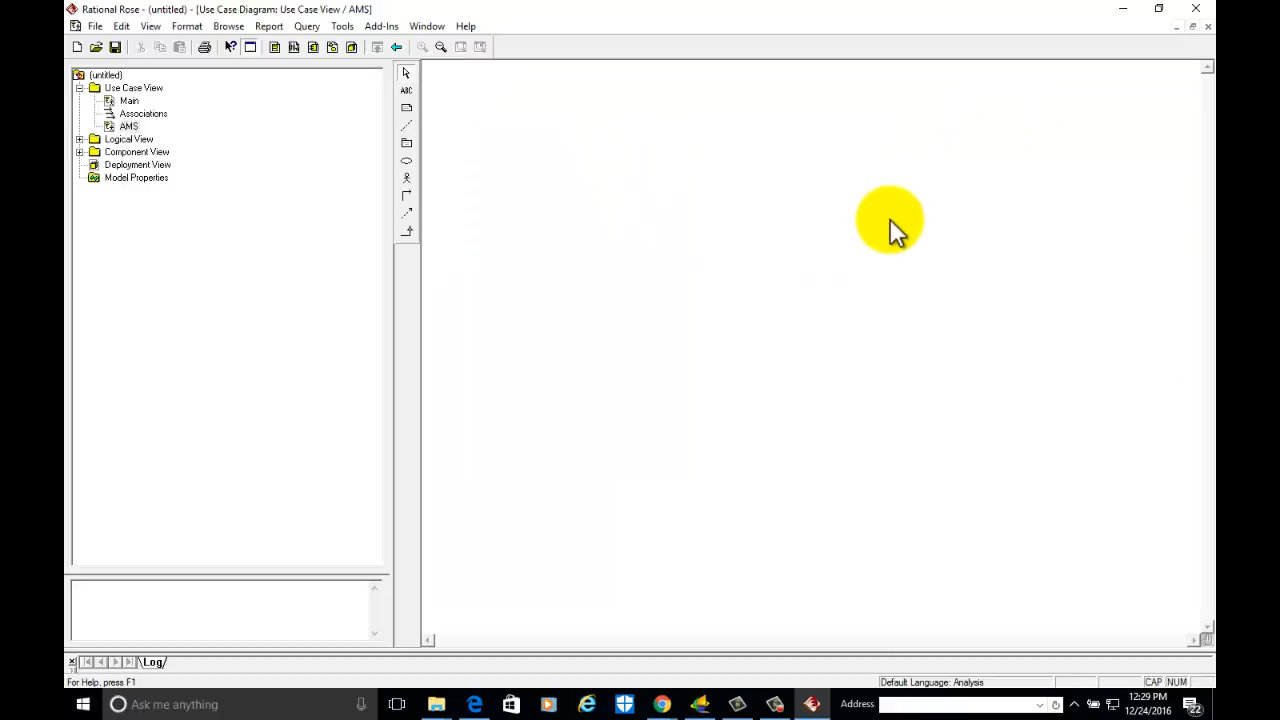 Rational Rose - (untitled) - [Use Case Diagram: Use Case View / AMS]
File Edit View Format Browse Report Query Tools Add-Ins Window Help
(untitled)
Use Case View
Main
Associations
AMS
Logical View
Component View
Deployment View
Model Properties
ABC
Log
For Help, press F1
Default Language: Analysis
CAP NUM
Ask me anything
Address
12:29 PM
12/24/2016
22